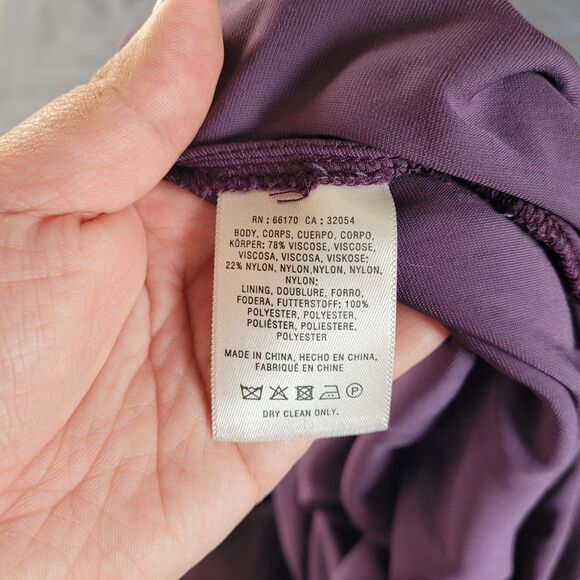 RN : 66170 CA : 32054
BODY, CORPS, CUERPO, CORPO,
KÖRPER: 78% VISCOSE, VISCOSE,
VISCOSA, VISCOSA, VISKOSE;
22% NYLON, NYLON,NYLON, NYLON,
NYLON;
LINING, DOUBLURE, FORRO,
FODERA, FUTTERSTOFF: 100%
POLYESTER, POLYESTER,
POLIÉSTER, POLIESTERE,
POLYESTER
MADE IN CHINA, HECHO EN CHINA,
FABRIQUÉ EN CHINE
P
DRY CLEAN ONLY.